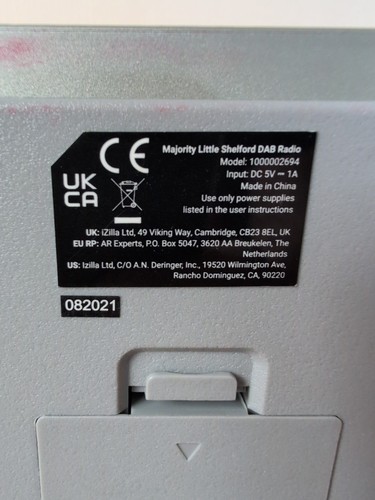 CE
UK
CA
Majority Little Shelford DAB Radio
Model: 1000002694
Input: DC 5V ⎓ 1A
Made in China
Use only power supplies
listed in the user instructions
UK: iZilla Ltd, 49 Viking Way, Cambridge, CB23 8EL, UK
EU RP: AR Experts, P.O. Box 5047, 3620 AA Breukelen, The
Netherlands
US: Izilla Ltd, C/O A.N. Deringer, Inc., 19520 Wilmington Ave,
Rancho Dominguez, CA, 90220
082021